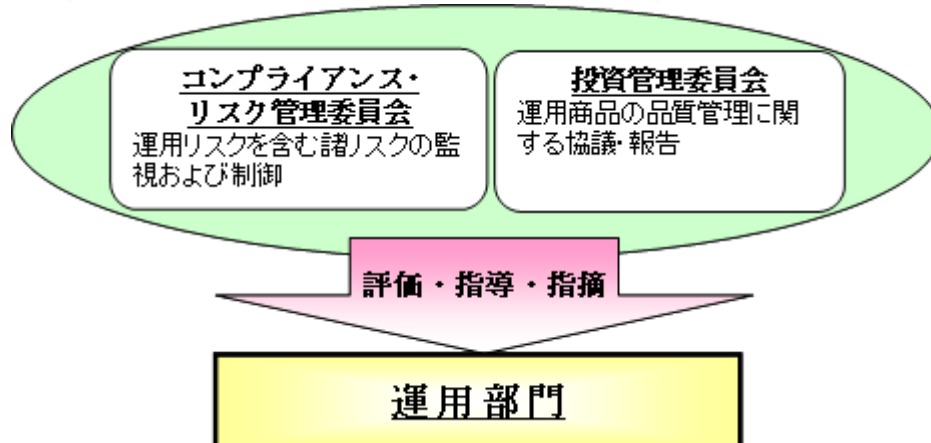 コンプライアンス・
リスク管理委員会
運用リスクを含む諸リスクの監
視および制御
投資管理委員会
運用商品の品質管理に関
する協議・報告
評価・指導・指摘
運用部門